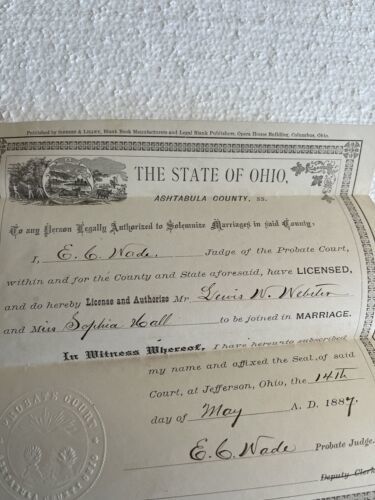 Published by Siebert & Lilley, Blank Book Manufacturers and Legal Blank Publishers, Opera House Building, Columbus, Ohio.
THE STATE OF OHIO,
ASHTABULA COUNTY, SS.
To any Person Legally Authorized to Solemnize Marriages in said County:
I, E. C. Wade. Judge of the Probate Court,
within and for the County and State aforesaid, have LICENSED,
and do hereby License and Authorize Mr. Lewis W. Webster
and Miss Sophia Hall to be joined in MARRIAGE.
In Witness Whereof, I have hereunto subscribed
my name and affixed the Seal, of said
Court, at Jefferson, Ohio, the 14th
day of May A. D. 1887.
E. C. Wade Probate Judge.
Deputy Clerk
PROBATE COURT
ASHTABULA COUNTY, OHIO